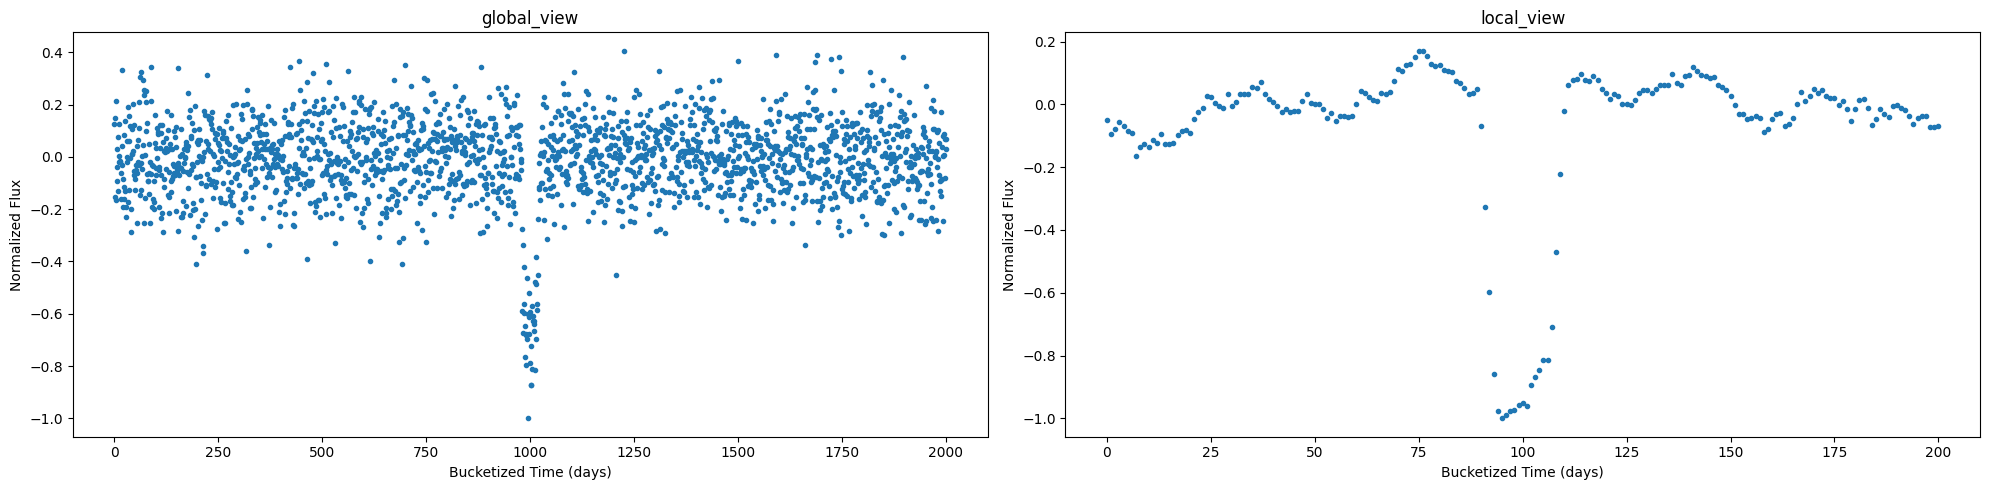 global_view
local_view
0.4
0.2
0.0
−0.2
−0.4
−0.6
−0.8
−1.0
Normalized Flux
0 250 500 750 1000 1250 1500 1750 2000
Bucketized Time (days)
0.2
0.0
−0.2
−0.4
−0.6
−0.8
−1.0
Normalized Flux
0 25 50 75 100 125 150 175 200
Bucketized Time (days)